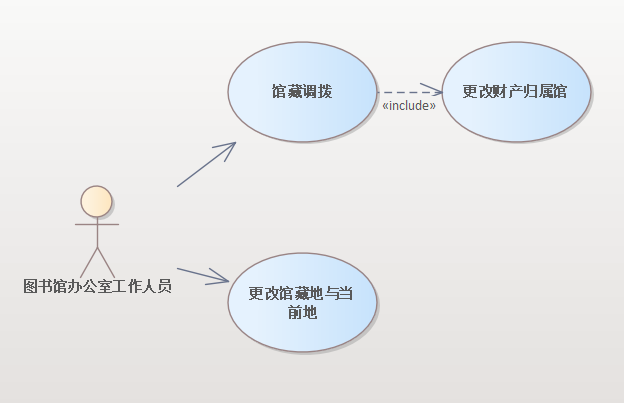 馆藏调拨
更改财产归属馆
«include»
图书馆办公室工作人员
更改馆藏地与当
前地